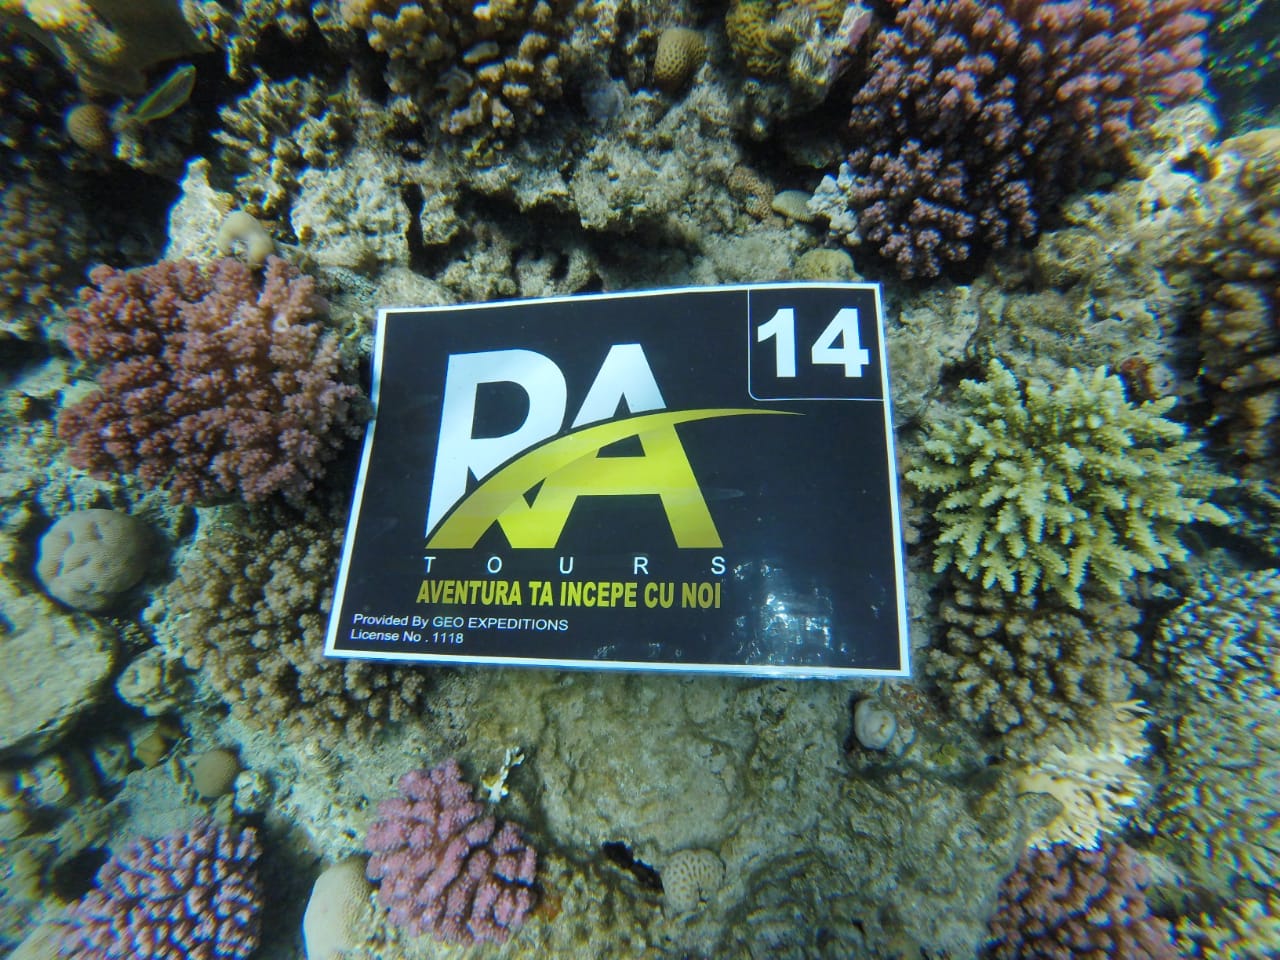 14
RA
TOURS
AVENTURA TA INCEPE CU NOI
Provided By GEO EXPEDITIONS
License No . 1118